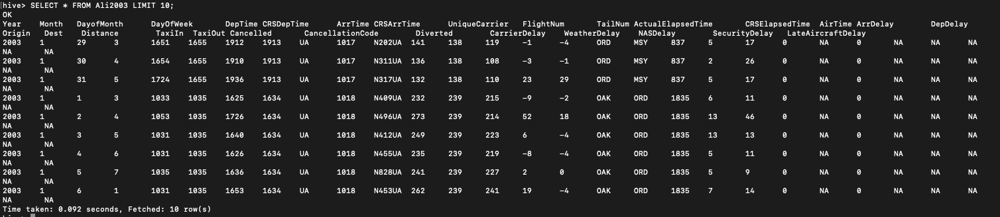 [hive> SELECT * FROM Ali2003 LIMIT 10;
OK
Year Month DayofMonth DayOfWeek DepTime CRSDepTime ArrTime CRSArrTime UniqueCarrier FlightNum TailNum ActualElapsedTime CRSElapsedTime AirTime ArrDelay DepDelay
Origin Dest Distance TaxiIn TaxiOut Cancelled CancellationCode Diverted CarrierDelay WeatherDelay NASDelay SecurityDelay LateAircraftDelay
2003 1 29 3 1651 1655 1912 1913 UA 1017 N202UA 141 138 119 -1 -4 ORD MSY 837 5 17 0 NA 0 NA NA NA
NA NA
2003 1 30 4 1654 1655 1910 1913 UA 1017 N311UA 136 138 108 -3 -1 ORD MSY 837 2 26 0 NA 0 NA NA NA
NA NA
2003 1 31 5 1724 1655 1936 1913 UA 1017 N317UA 132 138 110 23 29 ORD MSY 837 5 17 0 NA 0 NA NA NA
NA NA
2003 1 1 3 1033 1035 1625 1634 UA 1018 N409UA 232 239 215 -9 -2 OAK ORD 1835 6 11 0 NA 0 NA NA NA
NA NA
2003 1 2 4 1053 1035 1726 1634 UA 1018 N496UA 273 239 214 52 18 OAK ORD 1835 13 46 0 NA 0 NA NA NA
NA NA
2003 1 3 5 1031 1035 1640 1634 UA 1018 N412UA 249 239 223 6 -4 OAK ORD 1835 13 13 0 NA 0 NA NA NA
NA NA
2003 1 4 6 1031 1035 1626 1634 UA 1018 N455UA 235 239 219 -8 -4 OAK ORD 1835 5 11 0 NA 0 NA NA NA
NA NA
2003 1 5 7 1035 1035 1636 1634 UA 1018 N828UA 241 239 227 2 0 OAK ORD 1835 5 9 0 NA 0 NA NA NA
NA NA
2003 1 6 1 1031 1035 1653 1634 UA 1018 N453UA 262 239 241 19 -4 OAK ORD 1835 7 14 0 NA 0 NA NA NA
NA NA
Time taken: 0.092 seconds, Fetched: 10 row(s)